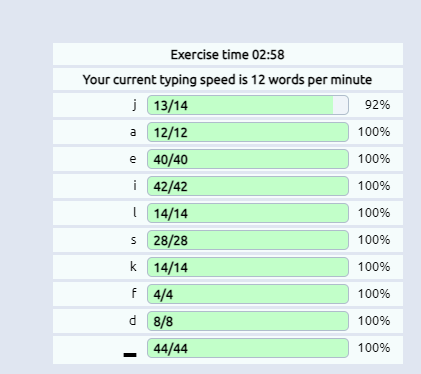 Exercise time 02:58
Your current typing speed is 12 words per minute
j 13/14 92%
a 12/12 100%
e 40/40 100%
i 42/42 100%
l 14/14 100%
s 28/28 100%
k 14/14 100%
f 4/4 100%
d 8/8 100%
_ 44/44 100%